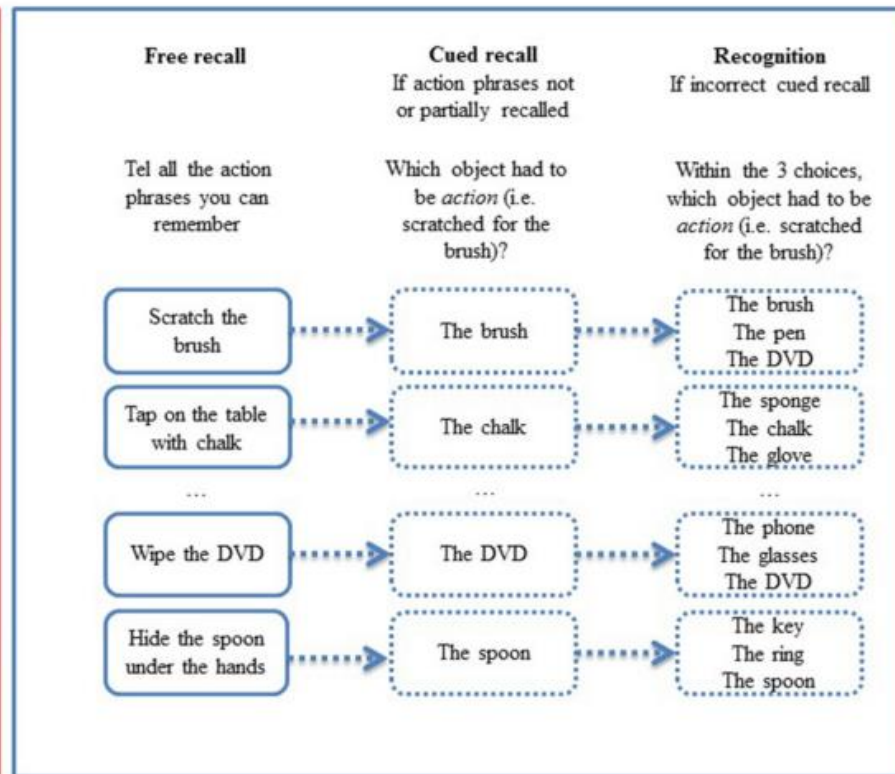 Free recall
Cued recall
If action phrases not
or partially recalled
Recognition
If incorrect cued recall
Tel all the action
phrases you can
remember
Which object had to
be action (i.e.
scratched for the
brush)?
Within the 3 choices,
which object had to be
action (i.e. scratched
for the brush)?
Scratch the
brush
The brush
The brush
The pen
The DVD
Tap on the table
with chalk
The chalk
The sponge
The chalk
The glove
...
...
...
Wipe the DVD
The DVD
The phone
The glasses
The DVD
Hide the spoon
under the hands
The spoon
The key
The ring
The spoon